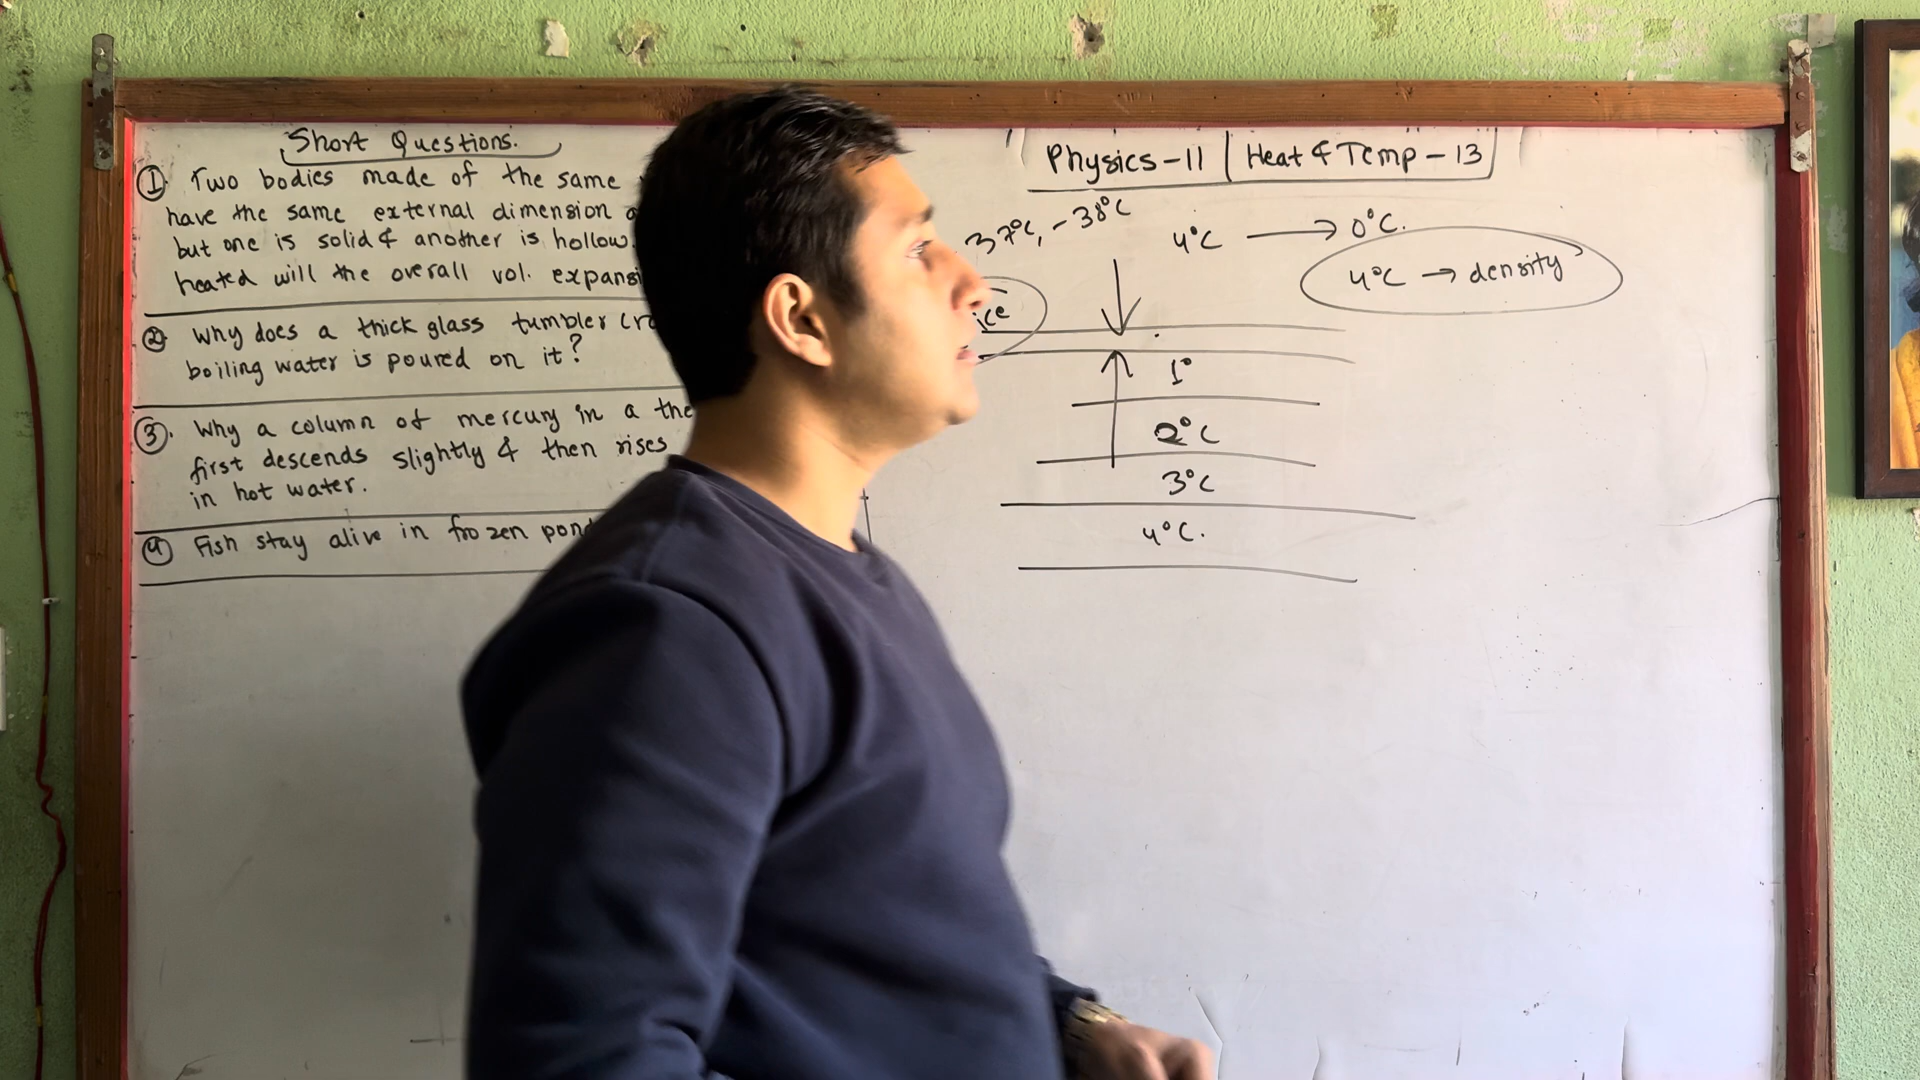 Short Questions.
① Two bodies made of the same
have the same external dimension
but one is solid & another is hollow.
heated will the overall vol.
② Why does a thick glass tumbler
boiling water is poured on it?
③. Why a column of mercury in a
first descends slightly & then rises
in hot water.
④ Fish stay alive in frozen
Physics-11 | Heat & Temp-13
37°C, -38°C
4°C → 0°C.
4°C → density
ice
1°
2°C
3°C
4°C.